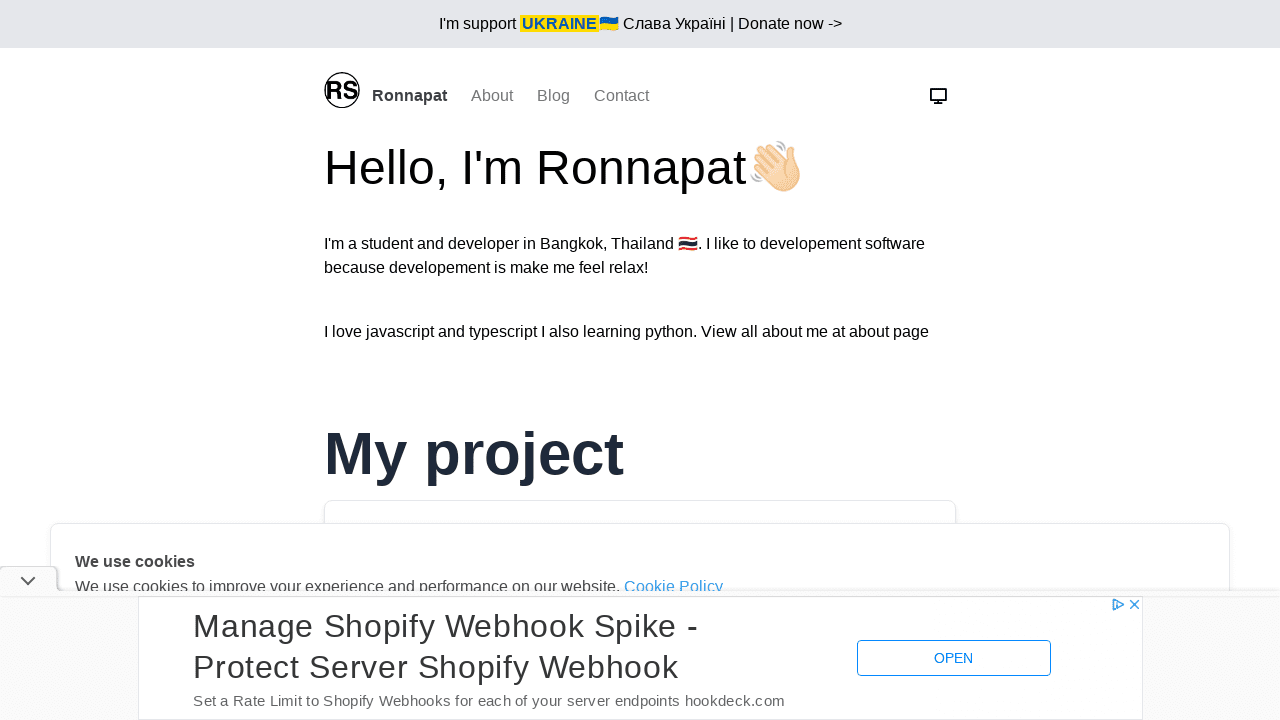 I'm support UKRAINE🇺🇦 Слава Україні | Donate now ->
RS Ronnapat About Blog Contact
Hello, I'm Ronnapat👋🏻
I'm a student and developer in Bangkok, Thailand 🇹🇭. I like to developement software
because developement is make me feel relax!
I love javascript and typescript I also learning python. View all about me at about page
My project
We use cookies
We use cookies to improve your experience and performance on our website. Cookie Policy
Manage Shopify Webhook Spike -
Protect Server Shopify Webhook
Set a Rate Limit to Shopify Webhooks for each of your server endpoints hookdeck.com
OPEN